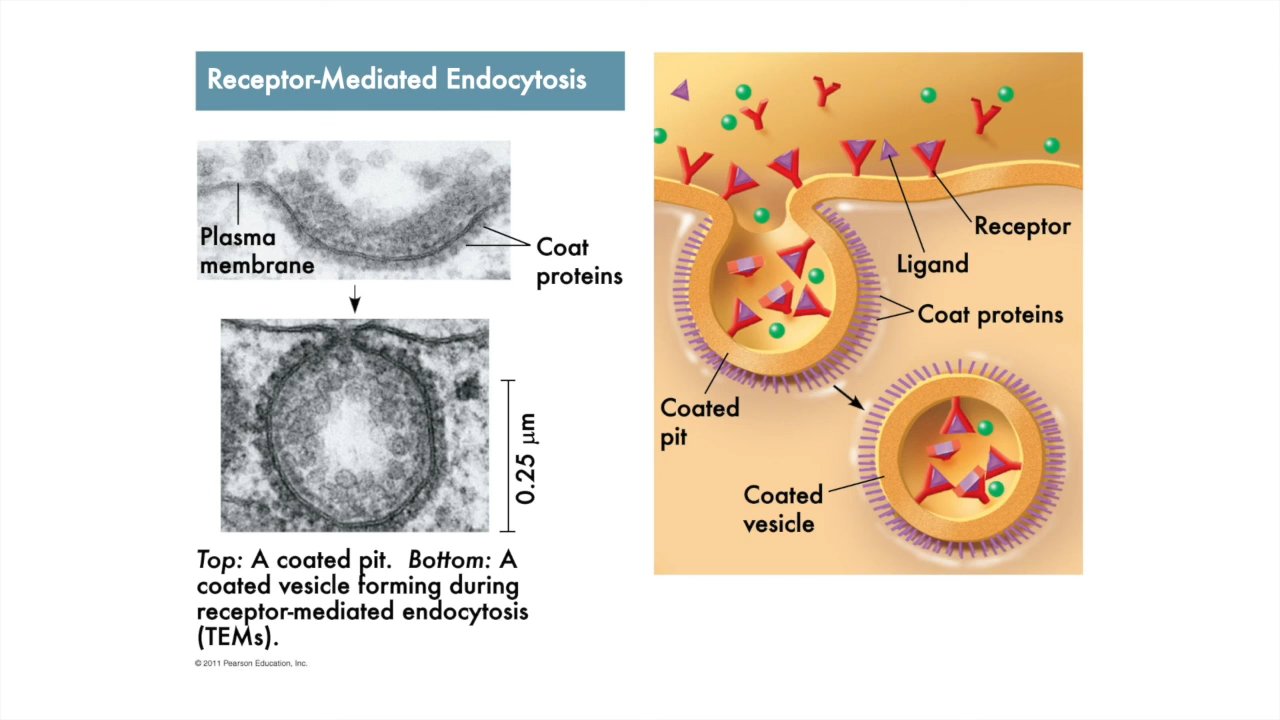 Receptor-Mediated Endocytosis
Plasma
membrane
Coat
proteins
0.25 μm
Top: A coated pit. Bottom: A
coated vesicle forming during
receptor-mediated endocytosis
(TEMs).
© 2011 Pearson Education, Inc.
Receptor
Ligand
Coat proteins
Coated
pit
Coated
vesicle